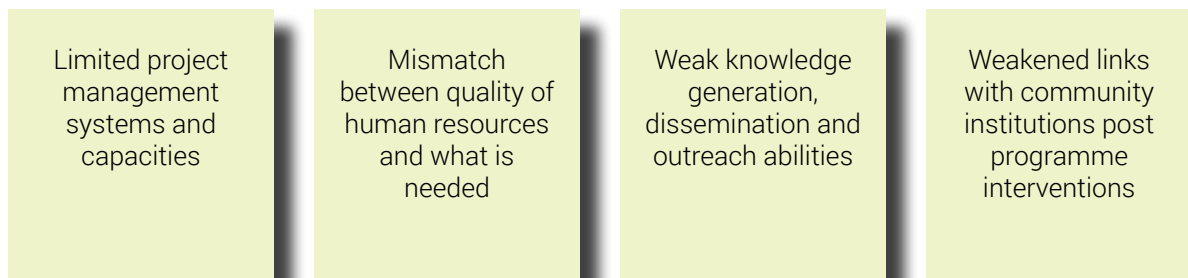 Limited project
management
systems and
capacities
Mismatch
between quality of
human resources
and what is
needed
Weak knowledge
generation,
dissemination and
outreach abilities
Weakened links
with community
institutions post
programme
interventions